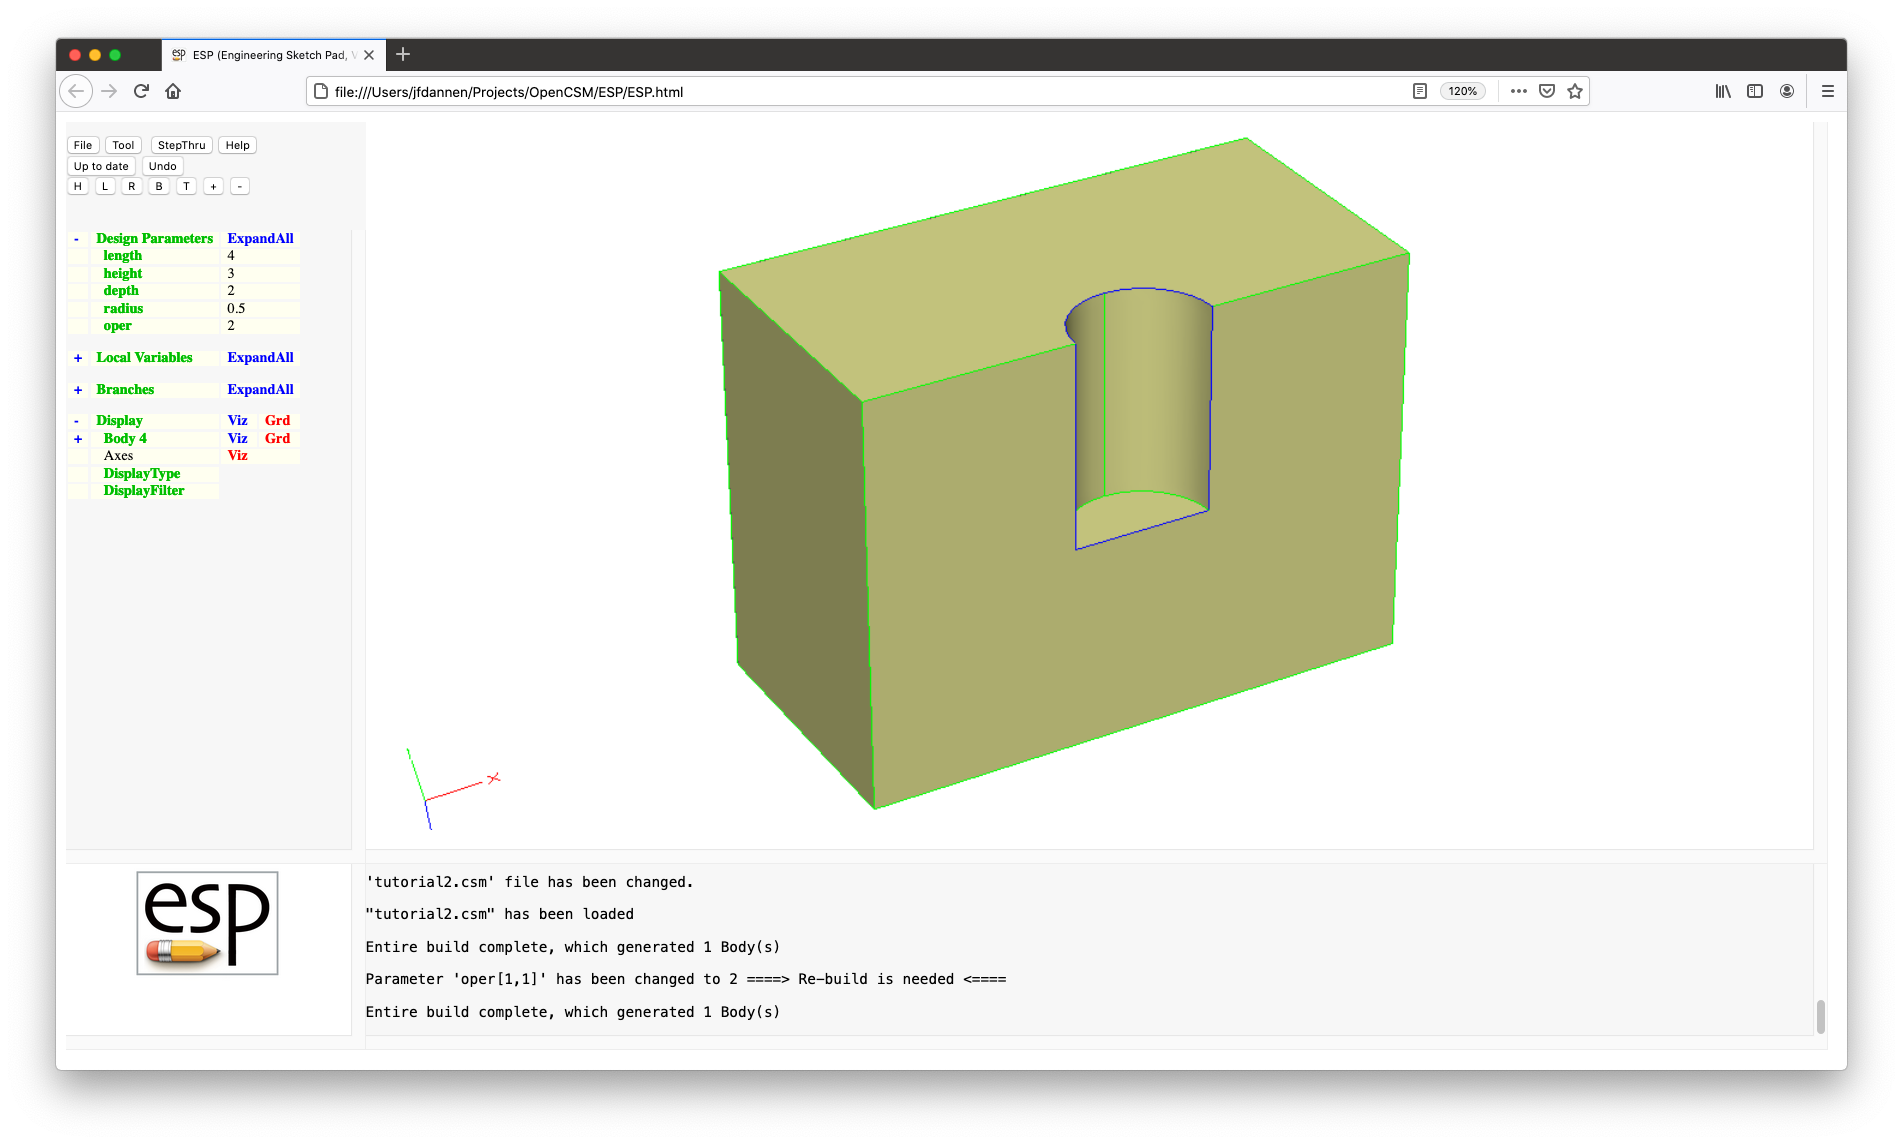 esp ESP (Engineering Sketch Pad, V
file:///Users/jfdannen/Projects/OpenCSM/ESP/ESP.html 120%
File Tool StepThru Help
Up to date Undo
H L R B T + -
- Design Parameters ExpandAll
length 4
height 3
depth 2
radius 0.5
oper 2
+ Local Variables ExpandAll
+ Branches ExpandAll
- Display Viz Grd
+ Body 4 Viz Grd
Axes Viz
DisplayType
DisplayFilter
X
esp
'tutorial2.csm' file has been changed.
"tutorial2.csm" has been loaded
Entire build complete, which generated 1 Body(s)
Parameter 'oper[1,1]' has been changed to 2 ====> Re-build is needed <====
Entire build complete, which generated 1 Body(s)